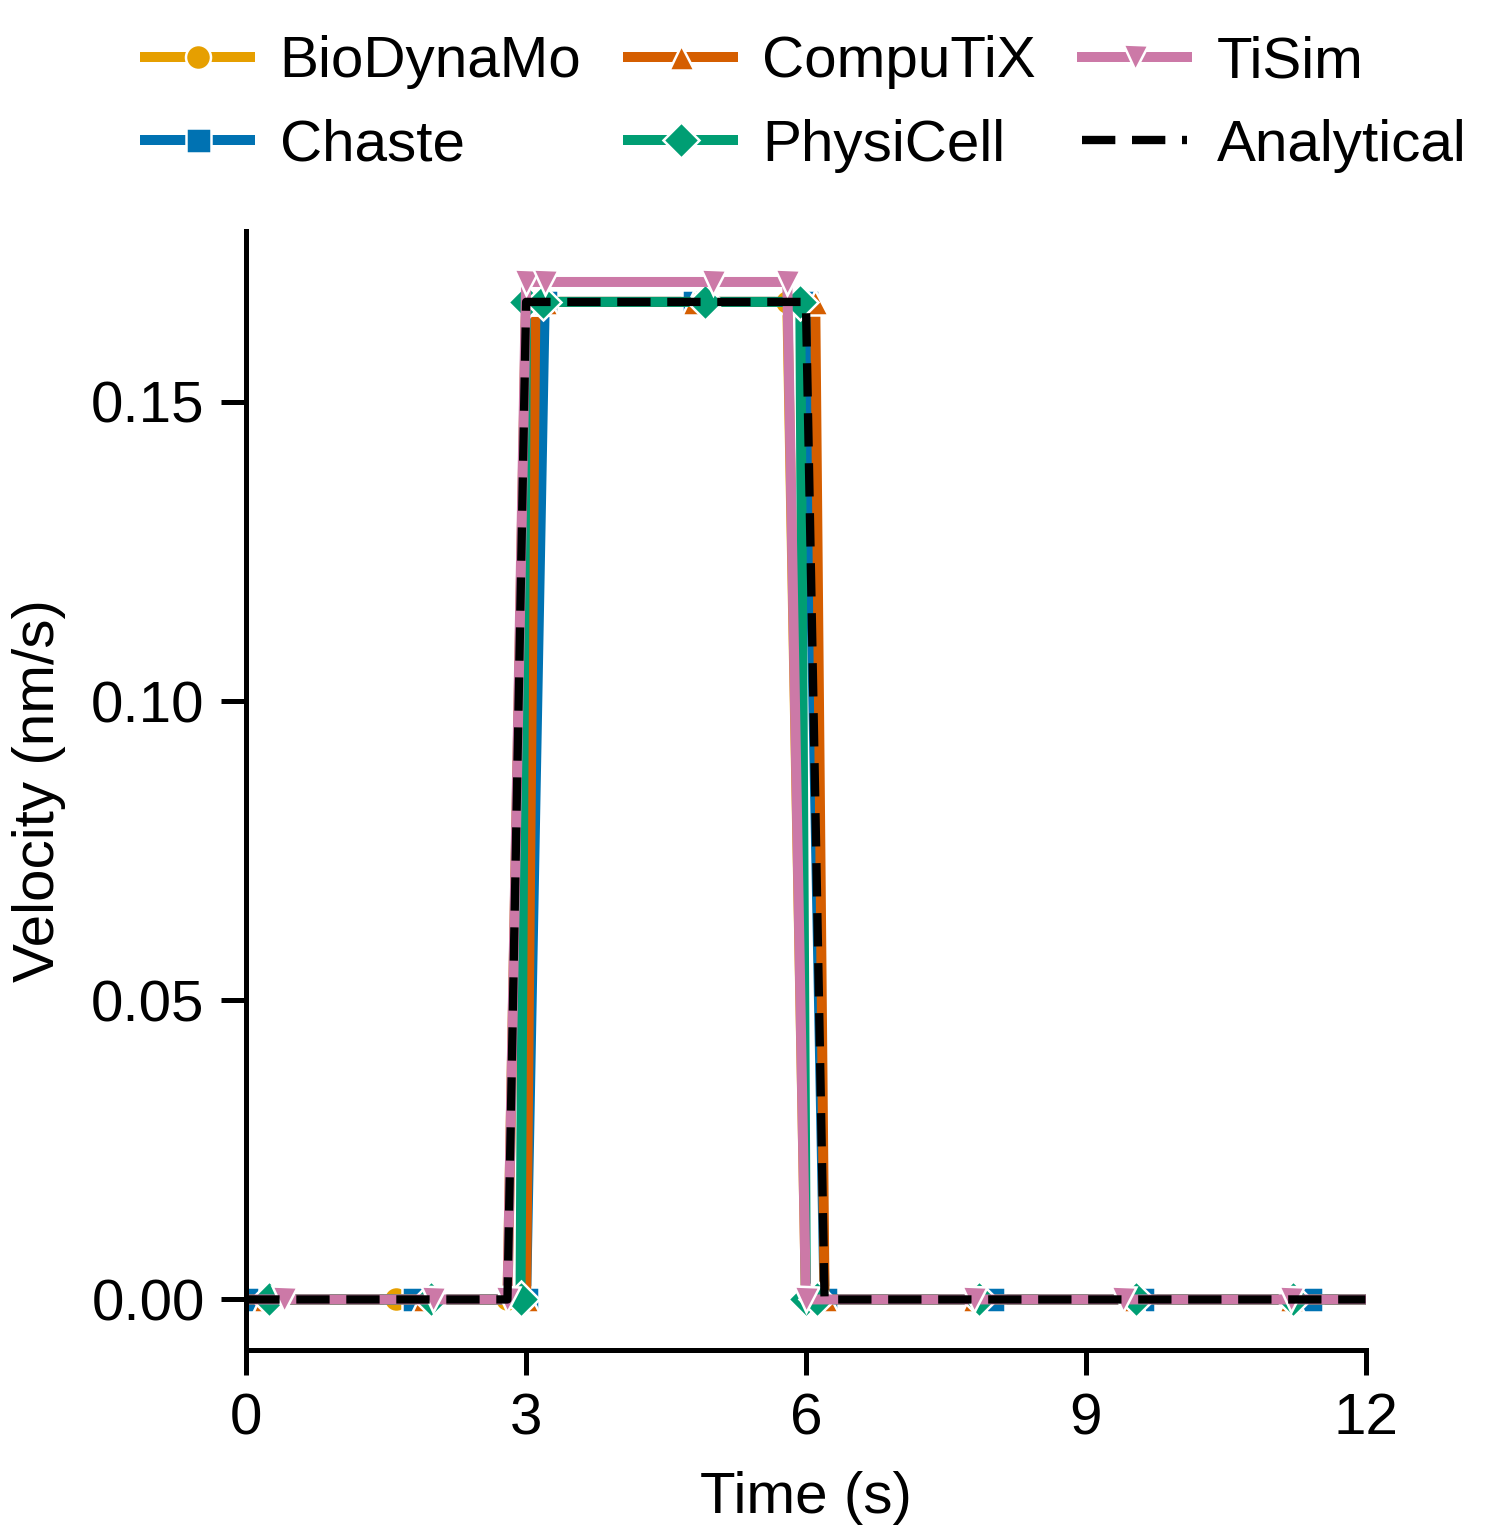 BioDynaMo CompuTiX TiSim
Chaste PhysiCell Analytical
Velocity (nm/s)
0.15
0.10
0.05
0.00
0 3 6 9 12
Time (s)